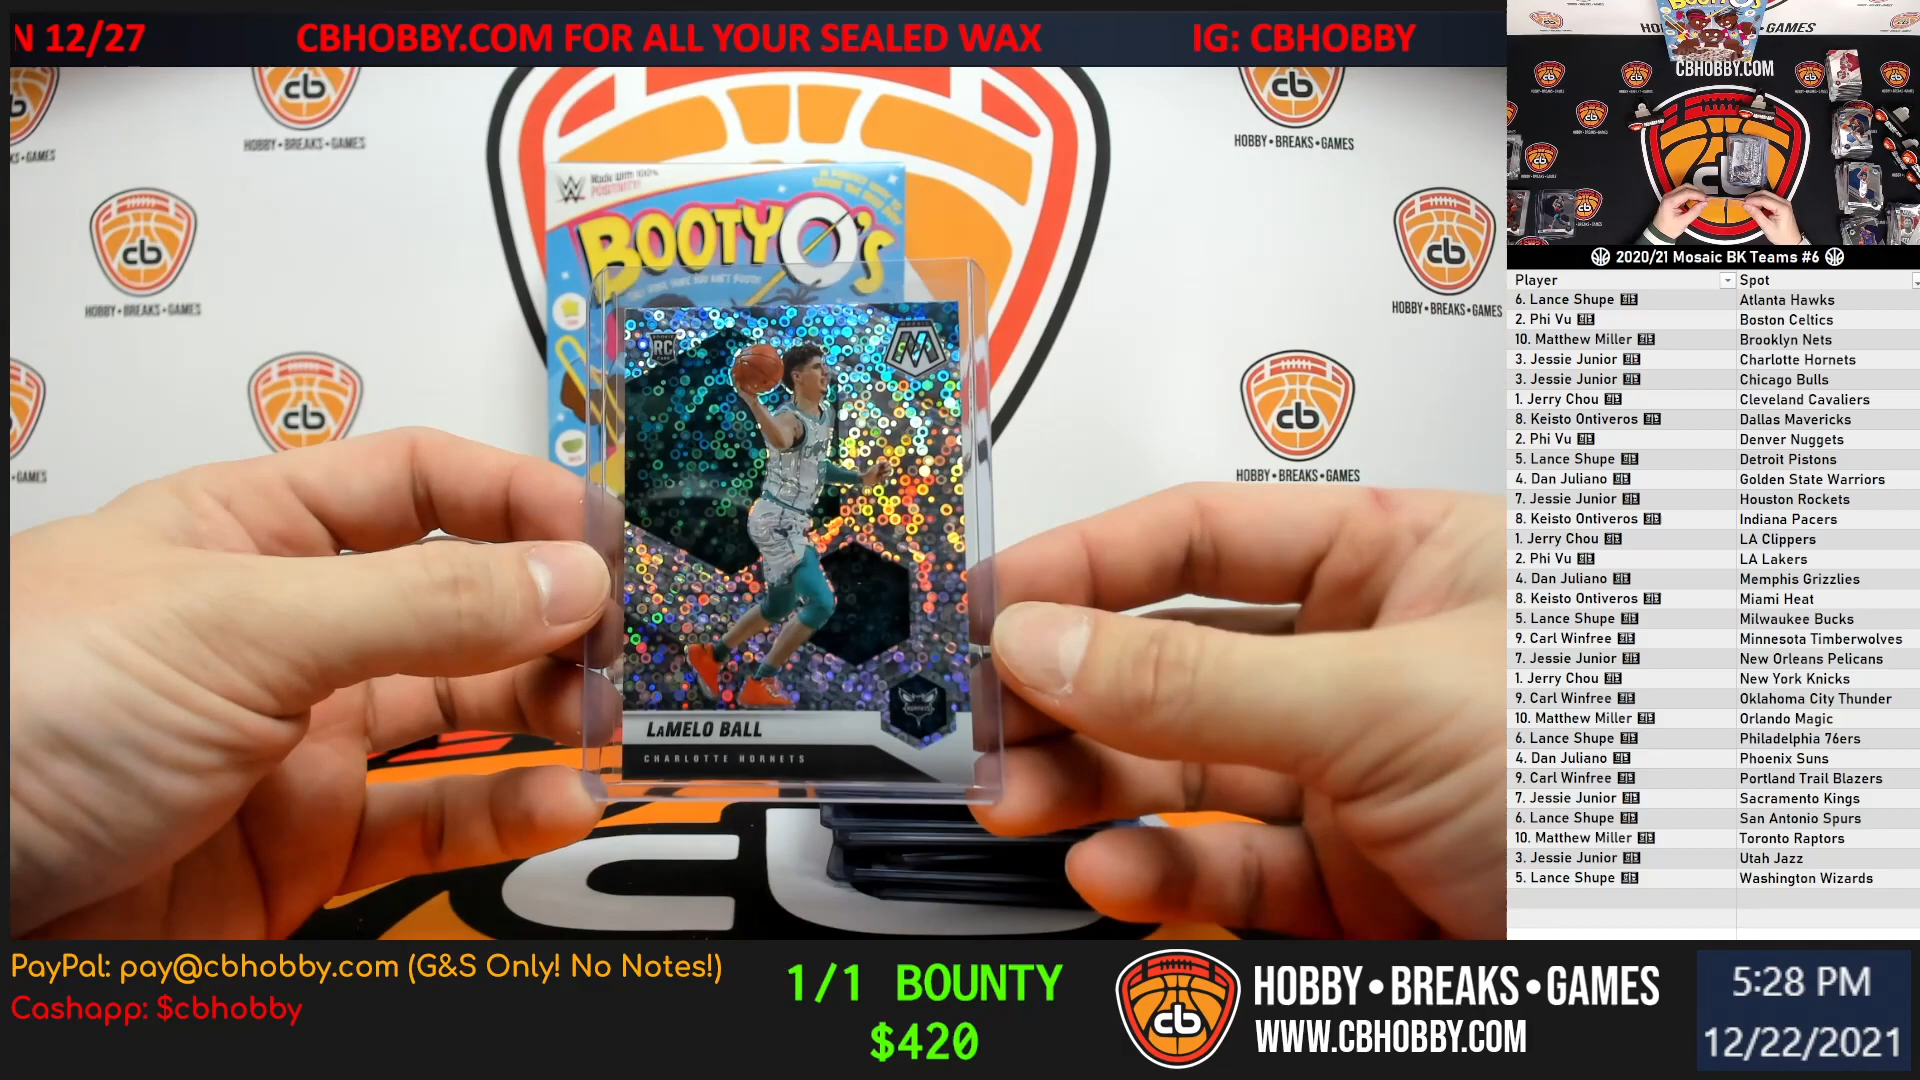 N 12/27 CBHOBBY.COM FOR ALL YOUR SEALED WAX IG: CBHOBBY
HOBBY•BREAKS•GAMES
HOBBY•BREAKS•GAMES
HOBBY•BREAKS•GAMES
HOBBY•BREAKS•GAMES
HOBBY•BREAKS•GAMES
cb
Made with 100%
POSITIVITY!
BOOTY O's
RC
LAMELO BALL
CHARLOTTE HORNETS
HORNETS
CBHOBBY.COM
2020/21 Mosaic BK Teams #6
Player Spot
6. Lance Shupe Atlanta Hawks
2. Phi Vu Boston Celtics
10. Matthew Miller Brooklyn Nets
3. Jessie Junior Charlotte Hornets
3. Jessie Junior Chicago Bulls
1. Jerry Chou Cleveland Cavaliers
8. Keisto Ontiveros Dallas Mavericks
2. Phi Vu Denver Nuggets
5. Lance Shupe Detroit Pistons
4. Dan Juliano Golden State Warriors
7. Jessie Junior Houston Rockets
8. Keisto Ontiveros Indiana Pacers
1. Jerry Chou LA Clippers
2. Phi Vu LA Lakers
4. Dan Juliano Memphis Grizzlies
8. Keisto Ontiveros Miami Heat
5. Lance Shupe Milwaukee Bucks
9. Carl Winfree Minnesota Timberwolves
7. Jessie Junior New Orleans Pelicans
1. Jerry Chou New York Knicks
9. Carl Winfree Oklahoma City Thunder
10. Matthew Miller Orlando Magic
6. Lance Shupe Philadelphia 76ers
4. Dan Juliano Phoenix Suns
9. Carl Winfree Portland Trail Blazers
7. Jessie Junior Sacramento Kings
6. Lance Shupe San Antonio Spurs
10. Matthew Miller Toronto Raptors
3. Jessie Junior Utah Jazz
5. Lance Shupe Washington Wizards
PayPal: pay@cbhobby.com (G&S Only! No Notes!)
Cashapp: $cbhobby
1/1 BOUNTY
$420
cb
HOBBY•BREAKS•GAMES
WWW.CBHOBBY.COM
5:28 PM
12/22/2021